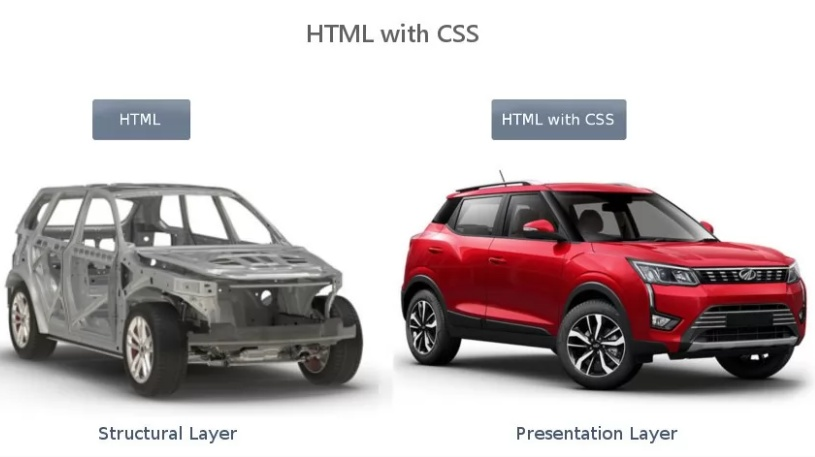 HTML with CSS
HTML
HTML with CSS
Structural Layer
Presentation Layer